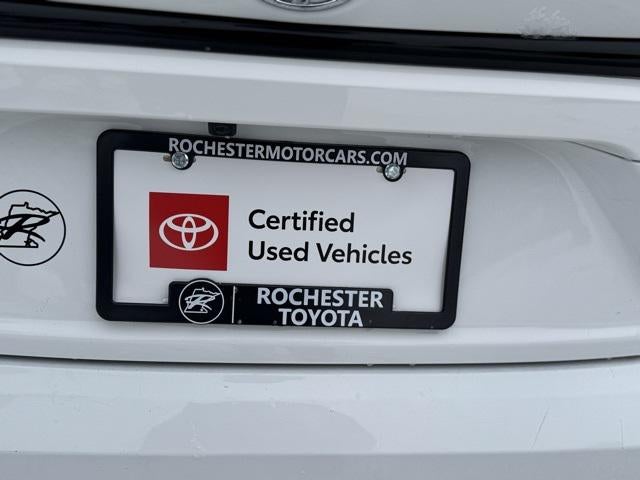 ROCHESTERMOTORCARS.COM
Certified
Used Vehicles
ROCHESTER
TOYOTA